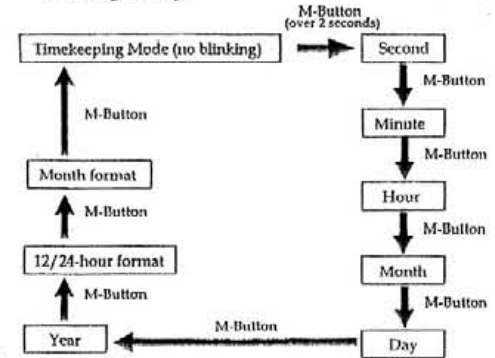 M-Button
(over 2 seconds)
Timekeeping Mode (no blinking)
Second
M-Button
Minute
M-Button
M-Button
Month format
Hour
M-Button
M-Button
12/24-hour format
Month
M-Button
M-Button
Year
M-Button
Day